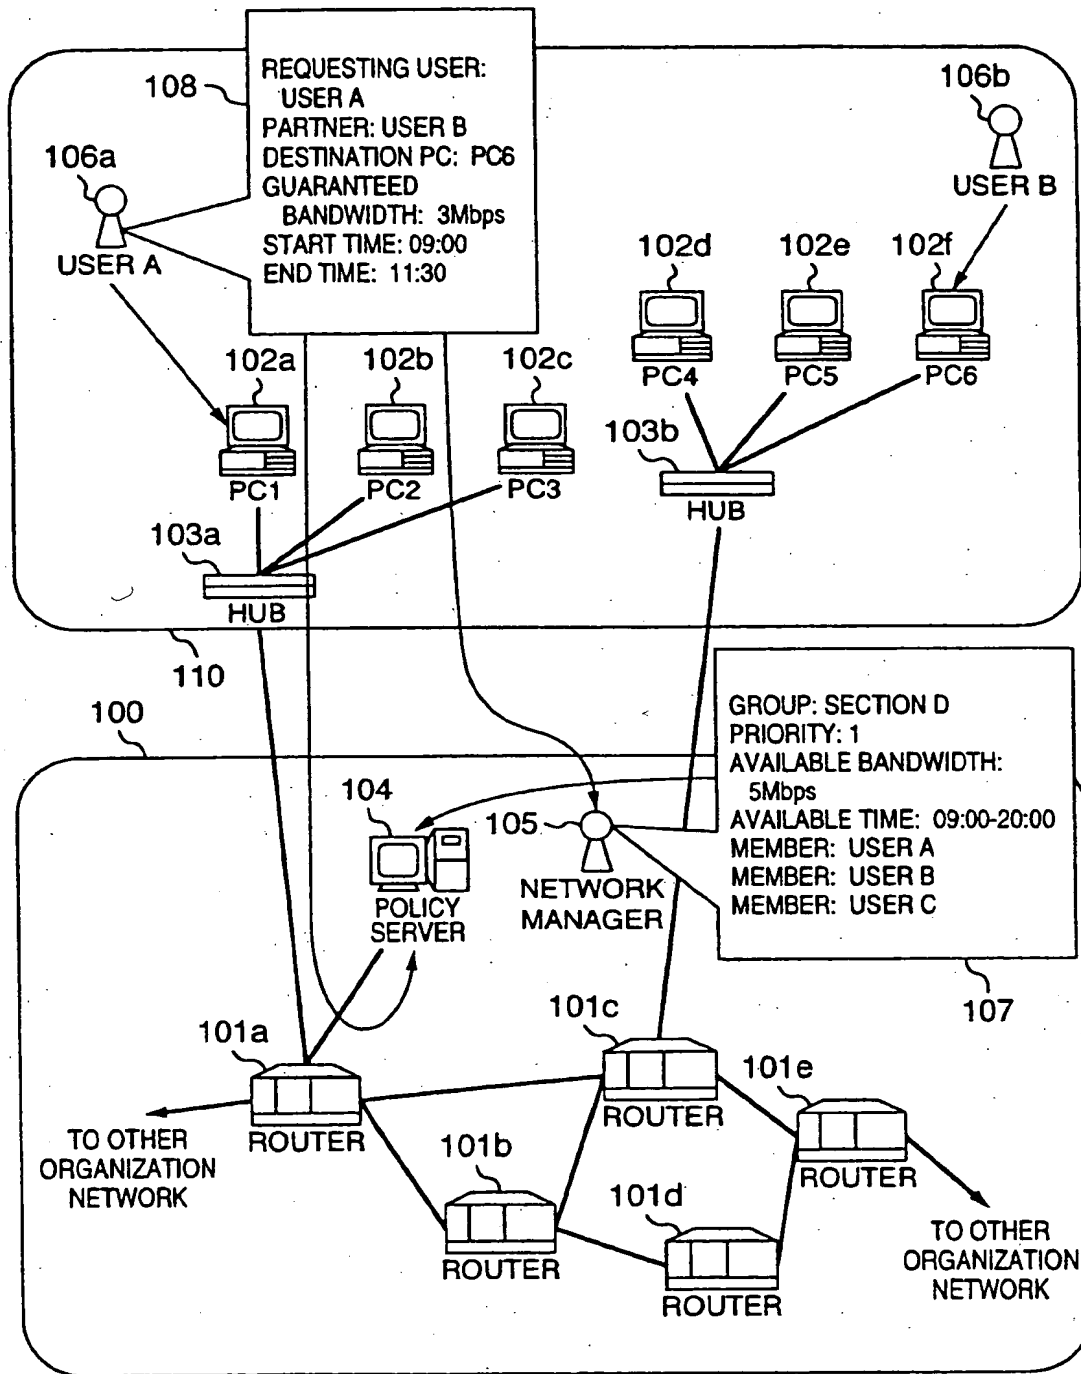 108
REQUESTING USER:
USER A
PARTNER: USER B
DESTINATION PC: PC6
GUARANTEED
BANDWIDTH: 3Mbps
START TIME: 09:00
END TIME: 11:30
106a
USER A
106b
USER B
102d
102e
102f
PC4
PC5
PC6
102a
102b
102c
PC1
PC2
PC3
103b
HUB
103a
HUB
110
100
GROUP: SECTION D
PRIORITY: 1
AVAILABLE BANDWIDTH:
5Mbps
AVAILABLE TIME: 09:00-20:00
MEMBER: USER A
MEMBER: USER B
MEMBER: USER C
107
104
POLICY
SERVER
105
NETWORK
MANAGER
101a
ROUTER
101c
ROUTER
101e
ROUTER
101b
ROUTER
101d
ROUTER
TO OTHER
ORGANIZATION
NETWORK
TO OTHER
ORGANIZATION
NETWORK